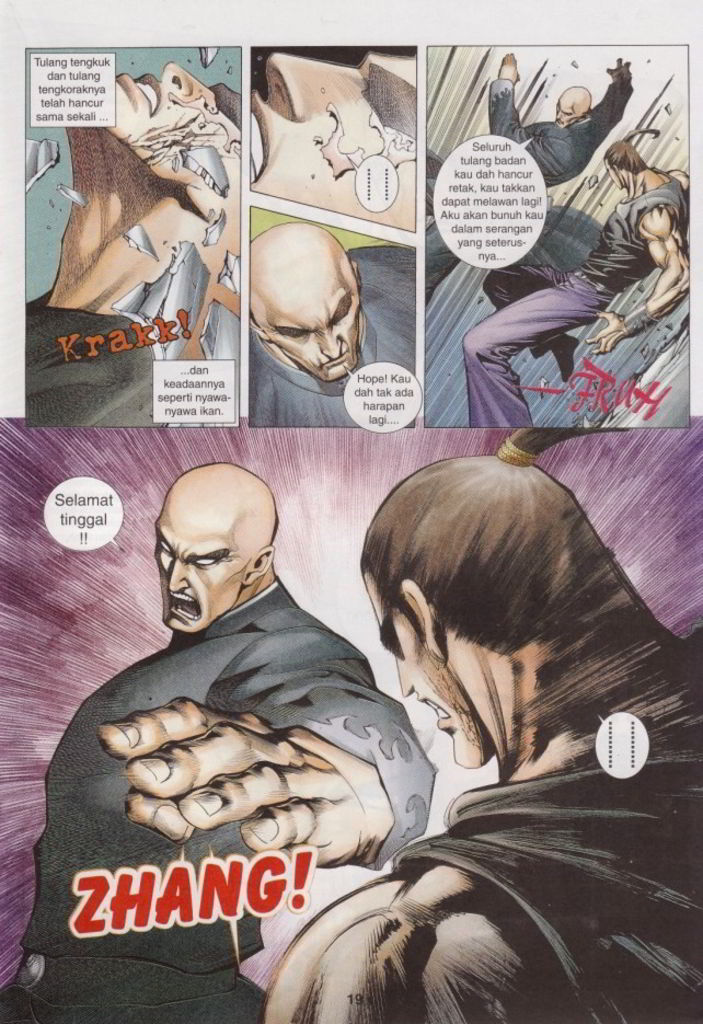 Tulang tengkuk
dan tulang
tengkoraknya
telah hancur
sama sekali ...
Krakk!
...dan
keadaannya
seperti nyawa-
nyawa ikan.
Hope! Kau
dah tak ada
harapan
lagi....
Seluruh
tulang badan
kau dah hancur
retak, kau takkan
dapat melawan lagi!
Aku akan bunuh kau
dalam serangan
yang seterus-
nya...
Selamat
tinggal
!!
ZHANG!